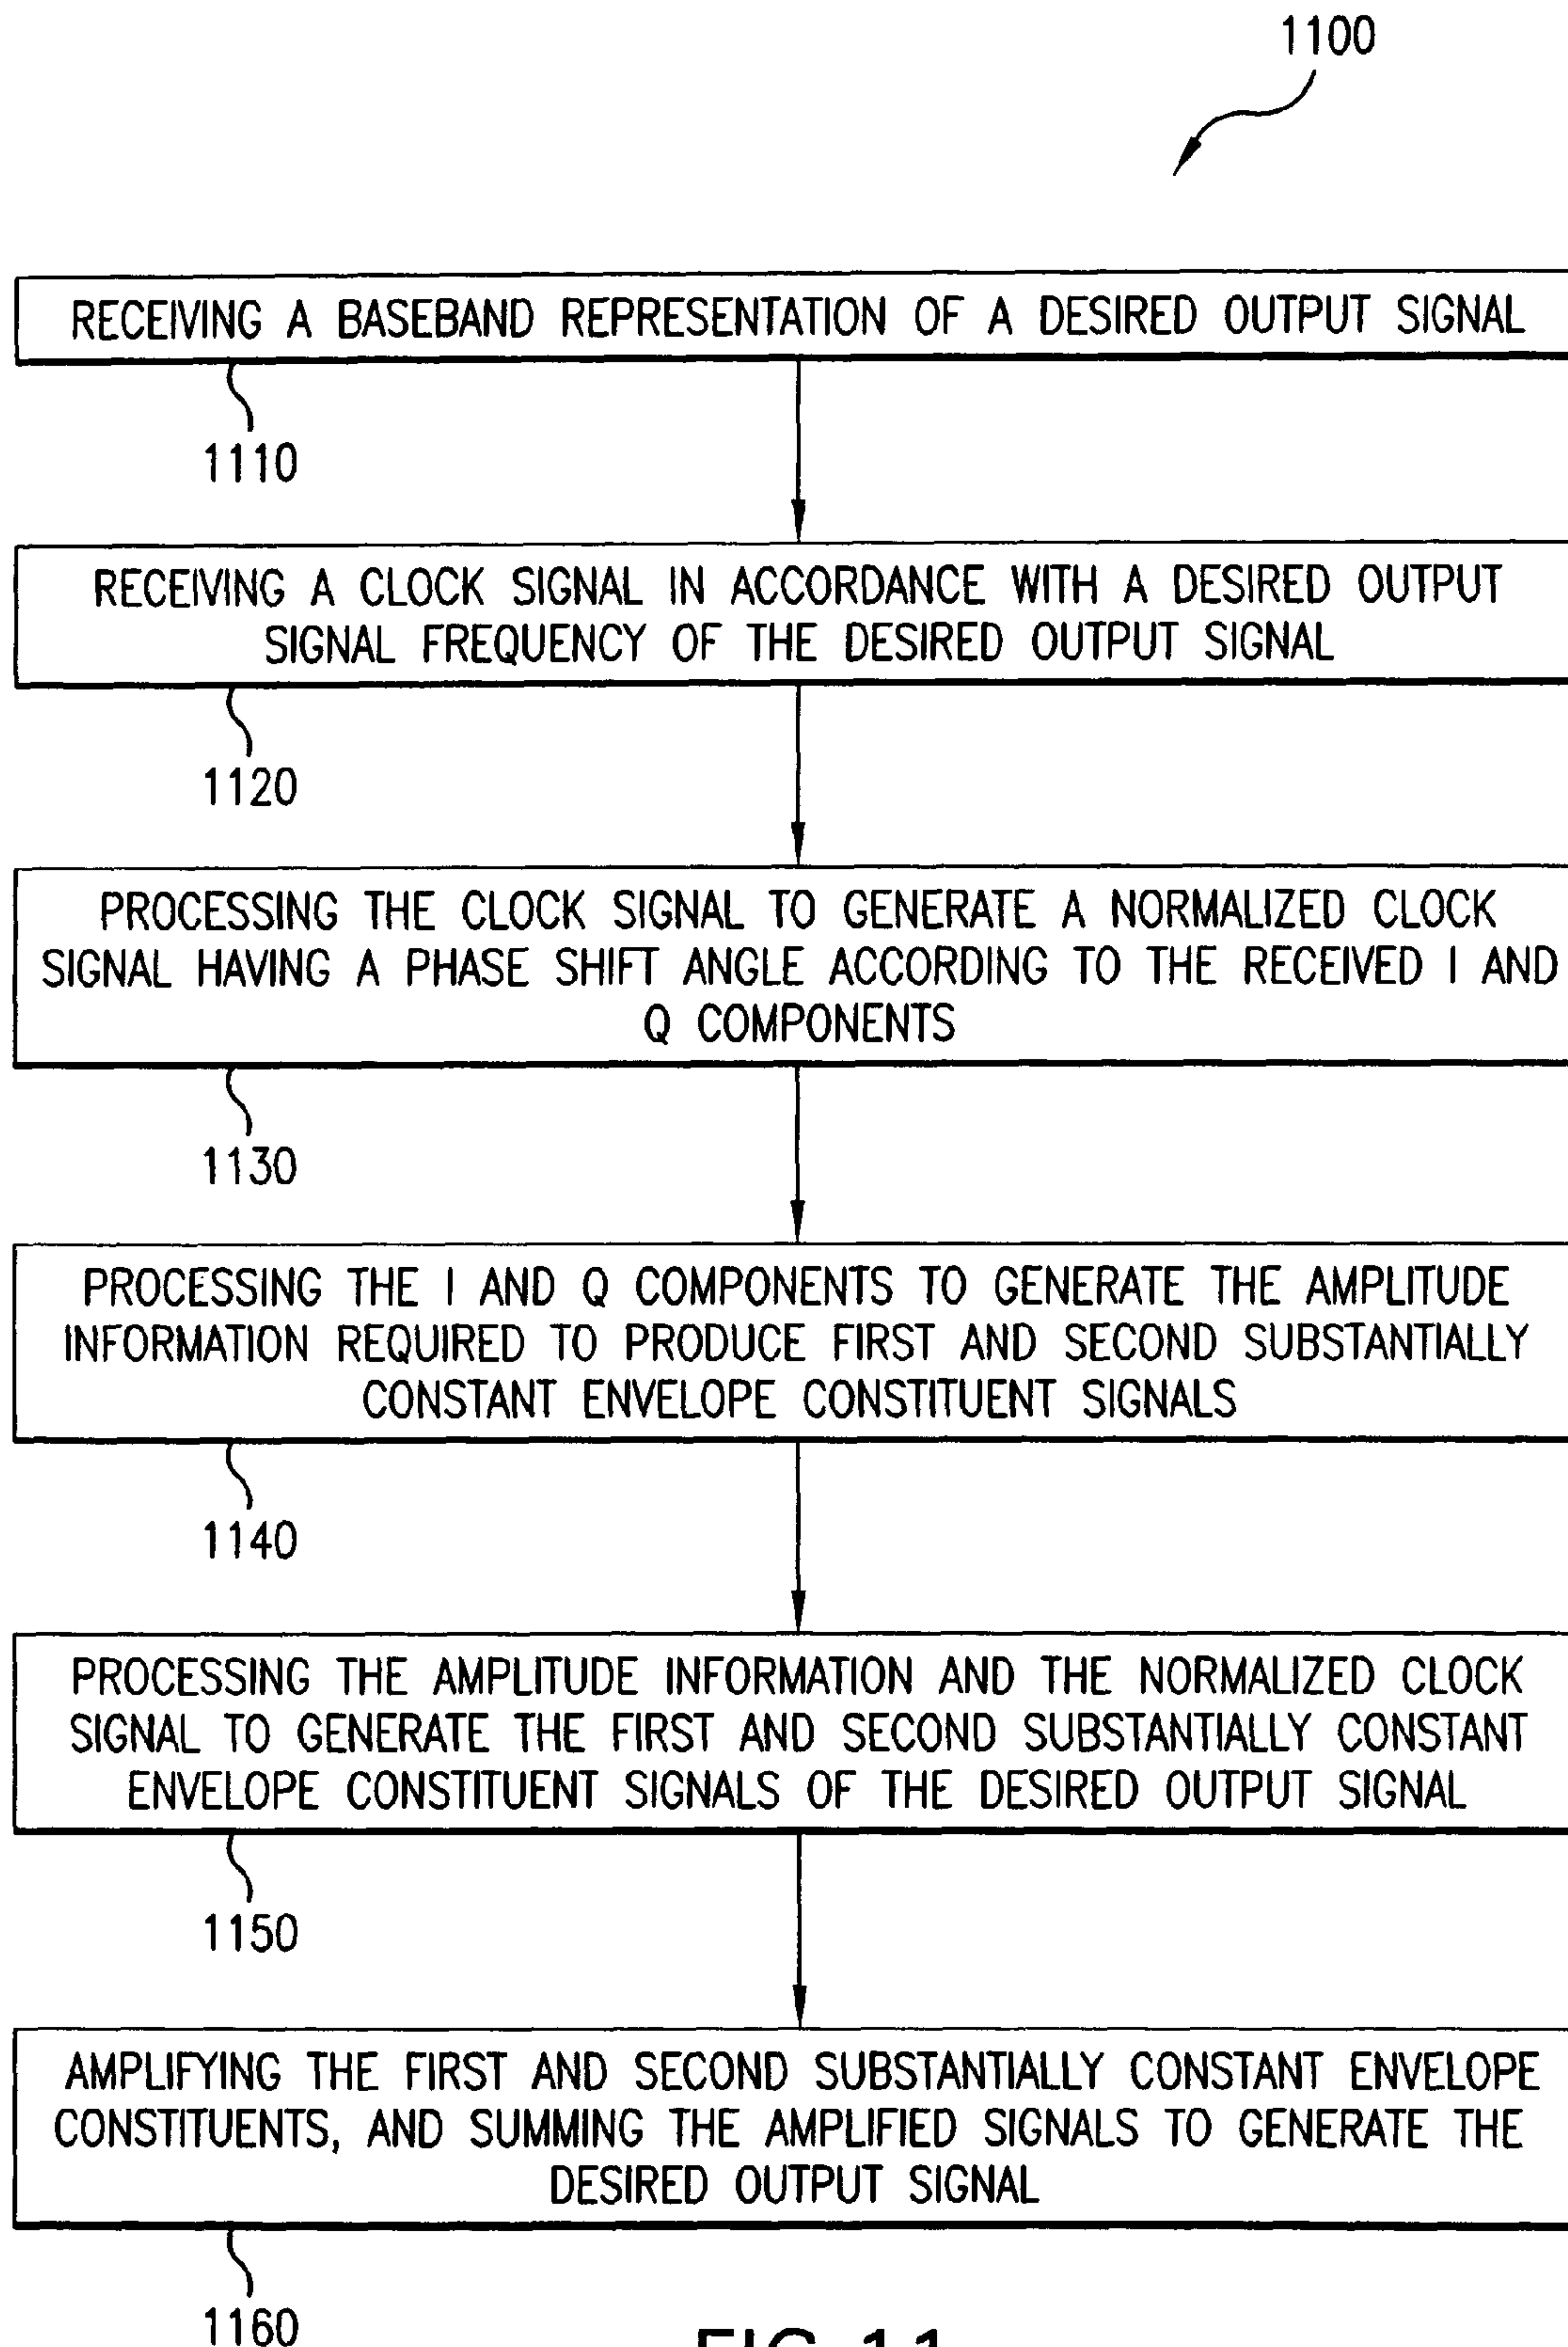 1100
RECEIVING A BASEBAND REPRESENTATION OF A DESIRED OUTPUT SIGNAL
1110
RECEIVING A CLOCK SIGNAL IN ACCORDANCE WITH A DESIRED OUTPUT
SIGNAL FREQUENCY OF THE DESIRED OUTPUT SIGNAL
1120
PROCESSING THE CLOCK SIGNAL TO GENERATE A NORMALIZED CLOCK
SIGNAL HAVING A PHASE SHIFT ANGLE ACCORDING TO THE RECEIVED I AND
Q COMPONENTS
1130
PROCESSING THE I AND Q COMPONENTS TO GENERATE THE AMPLITUDE
INFORMATION REQUIRED TO PRODUCE FIRST AND SECOND SUBSTANTIALLY
CONSTANT ENVELOPE CONSTITUENT SIGNALS
1140
PROCESSING THE AMPLITUDE INFORMATION AND THE NORMALIZED CLOCK
SIGNAL TO GENERATE THE FIRST AND SECOND SUBSTANTIALLY CONSTANT
ENVELOPE CONSTITUENT SIGNALS OF THE DESIRED OUTPUT SIGNAL
1150
AMPLIFYING THE FIRST AND SECOND SUBSTANTIALLY CONSTANT ENVELOPE
CONSTITUENTS, AND SUMMING THE AMPLIFIED SIGNALS TO GENERATE THE
DESIRED OUTPUT SIGNAL
1160
FIG. 11